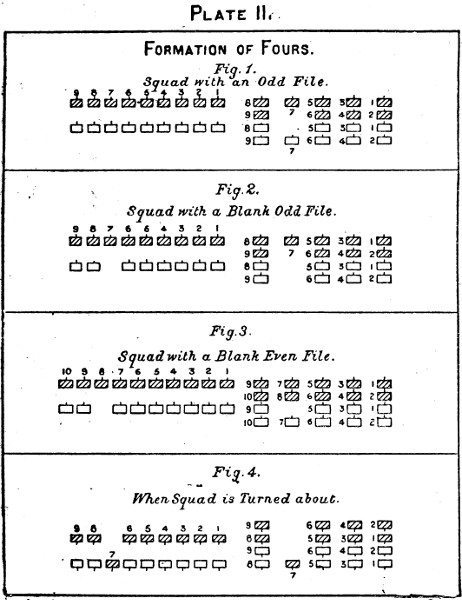 PLATE II.
FORMATION OF FOURS.
Fig. 1.
Squad with an Odd File.
9 8 7 6 5 4 3 2 1
8 5 3 1
9 7 6 4 2
8 5 3 1
9 6 4 2
7
Fig. 2.
Squad with a Blank Odd File.
9 8 7 6 6 4 3 2 1
8 5 3 1
9 7 6 4 2
8 5 3 1
9 6 4 2
Fig. 3
Squad with a Blank Even File.
10 9 8 7 6 5 4 3 2 1
9 7 5 3 1
10 8 6 4 2
9 5 3 1
10 7 6 4 2
Fig. 4.
When Squad is Turned about.
9 8 6 5 4 3 2 1
7
9 6 4 2
8 5 3 1
9 6 4 2
8 5 3 1
7